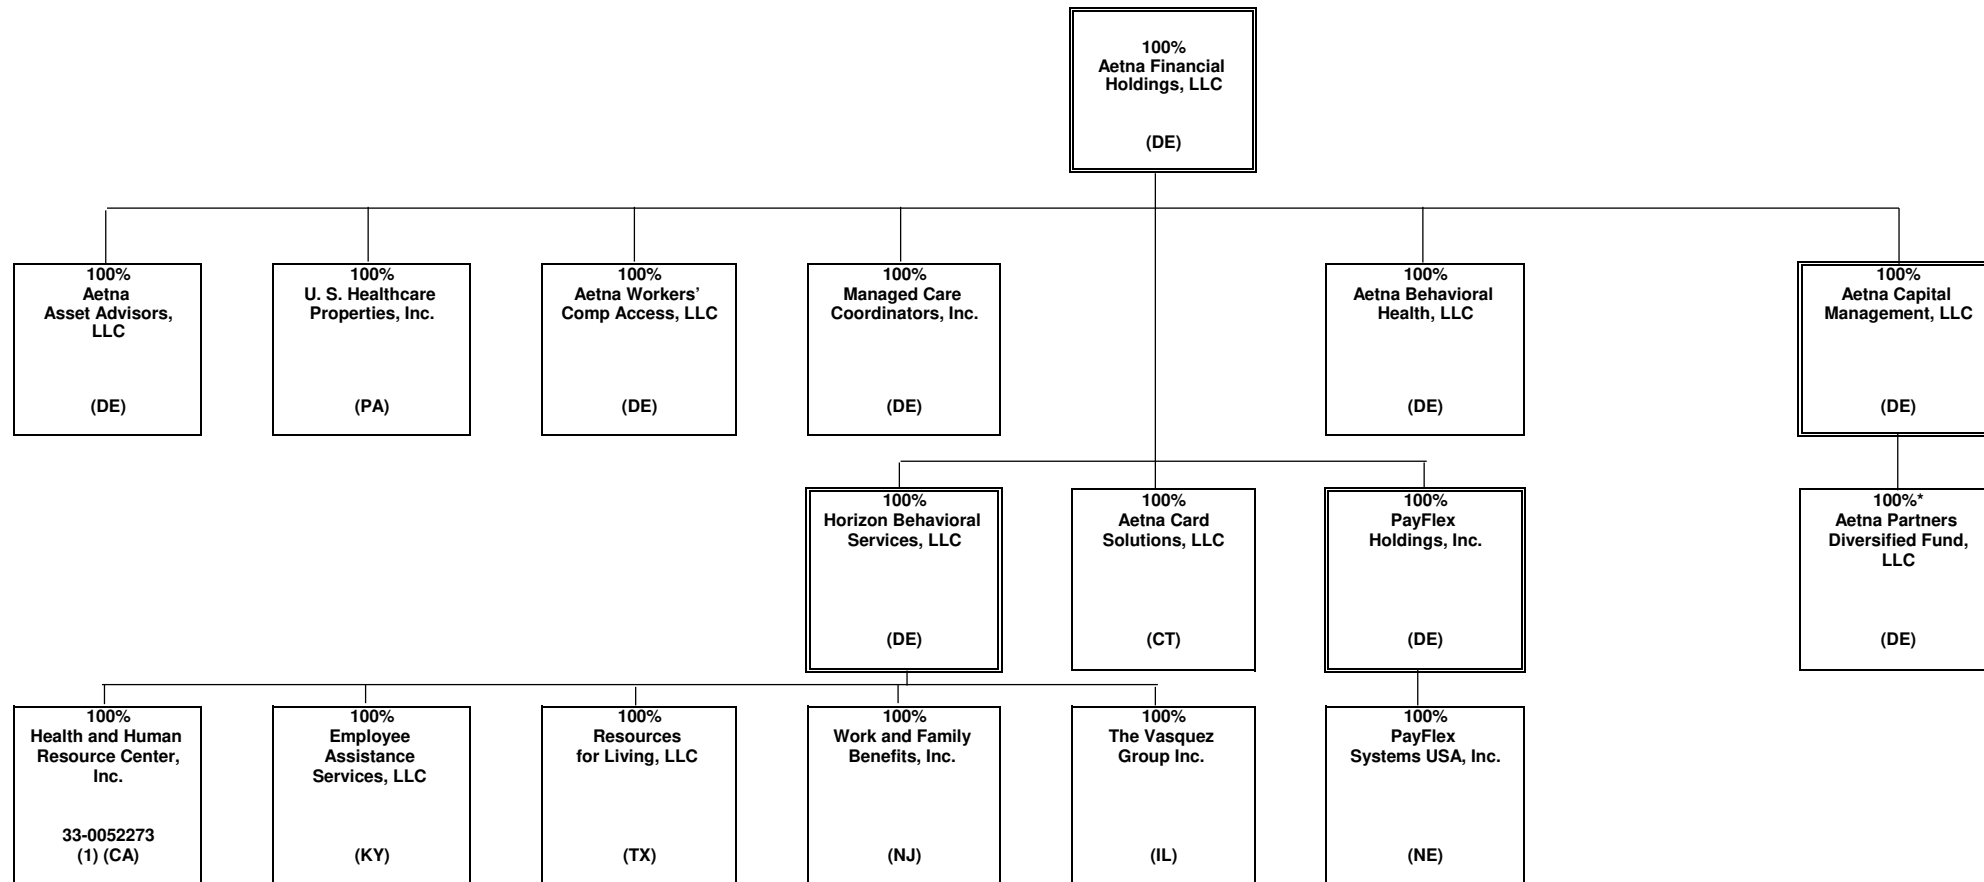 100%
Aetna Financial
Holdings, LLC
(DE)
100%
Aetna
Asset Advisors,
LLC
(DE)
100%
U. S. Healthcare
Properties, Inc.
(PA)
100%
Aetna Workers’
Comp Access, LLC
(DE)
100%
Managed Care
Coordinators, Inc.
(DE)
100%
Aetna Behavioral
Health, LLC
(DE)
100%
Aetna Capital
Management, LLC
(DE)
100%
Horizon Behavioral
Services, LLC
(DE)
100%
Aetna Card
Solutions, LLC
(CT)
100%
PayFlex
Holdings, Inc.
(DE)
100%*
Aetna Partners
Diversified Fund,
LLC
(DE)
100%
Health and Human
Resource Center,
Inc.
33-0052273
(1) (CA)
100%
Employee
Assistance
Services, LLC
(KY)
100%
Resources
for Living, LLC
(TX)
100%
Work and Family
Benefits, Inc.
(NJ)
100%
The Vasquez
Group Inc.
(IL)
100%
PayFlex
Systems USA, Inc.
(NE)